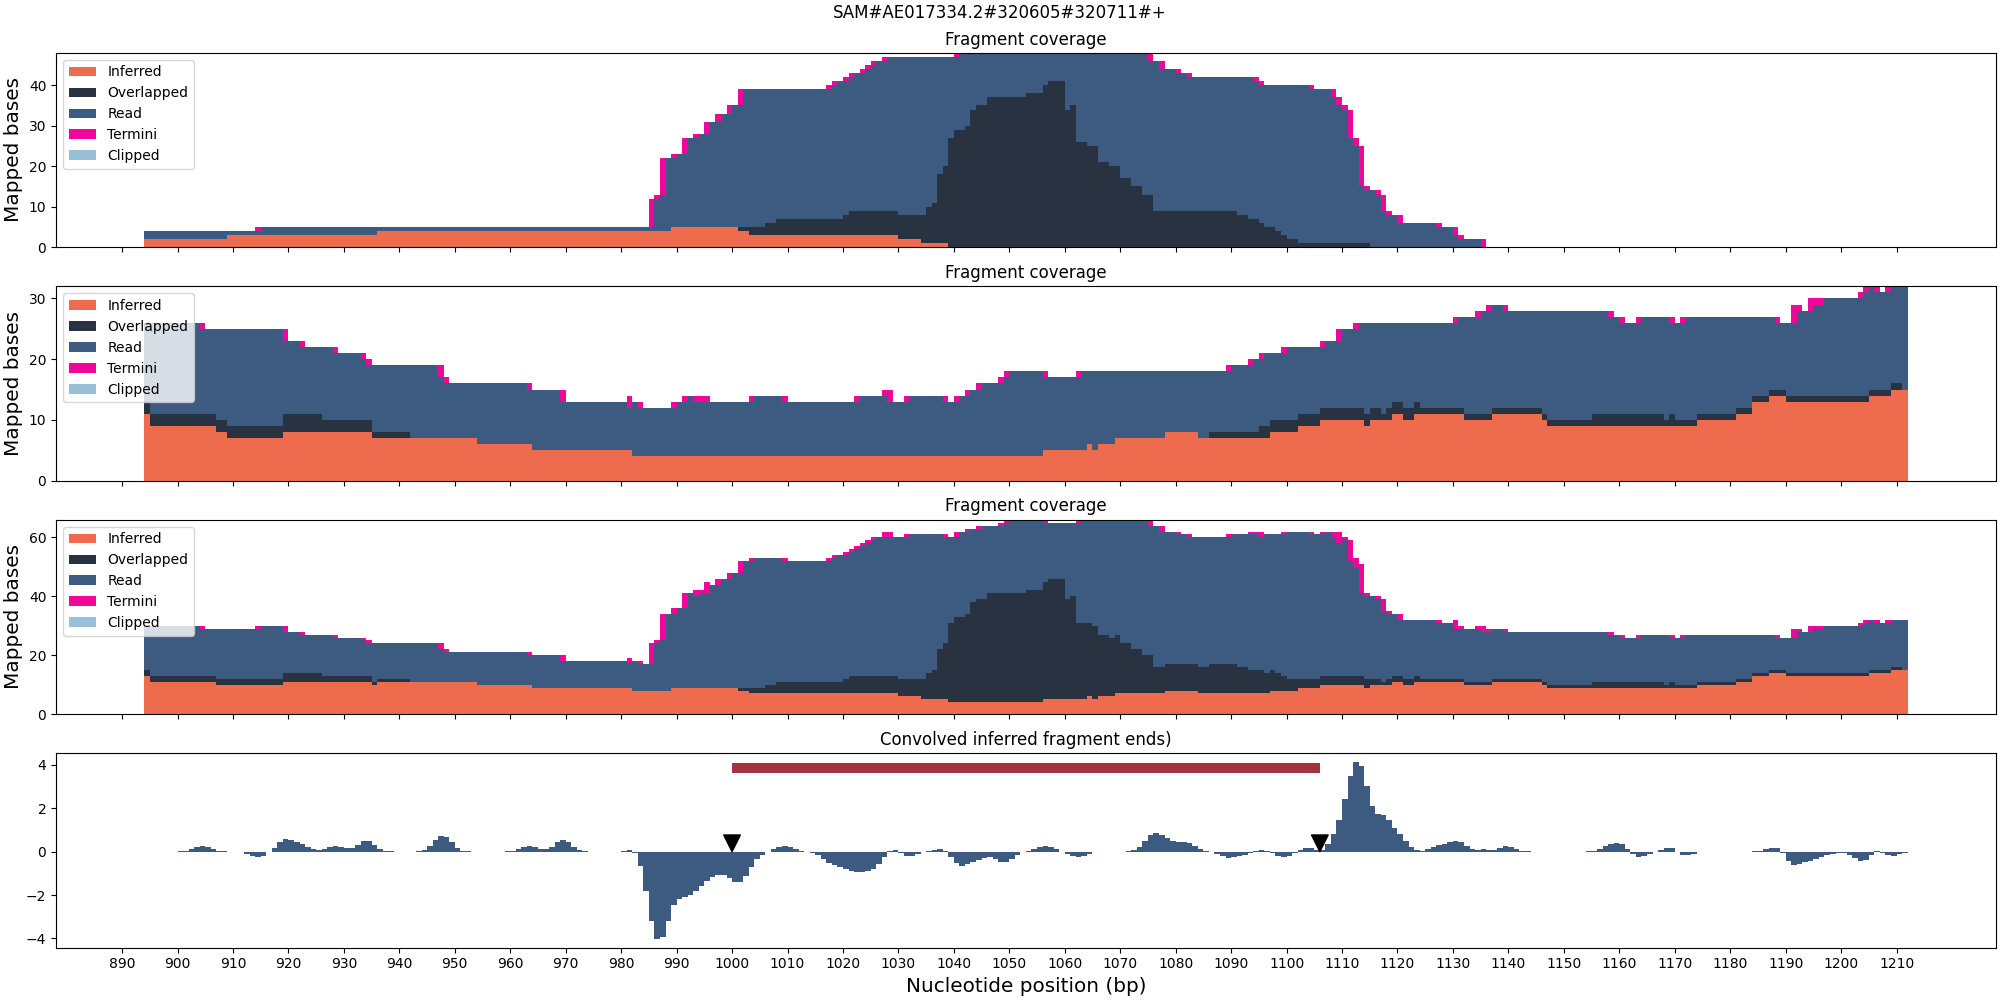 SAM#AE017334.2#320605#320711#+
Fragment coverage
Mapped bases
40
30
20
10
0
Inferred
Overlapped
Read
Termini
Clipped
Fragment coverage
Mapped bases
30
20
10
0
Inferred
Overlapped
Read
Termini
Clipped
Fragment coverage
Mapped bases
60
40
20
0
Inferred
Overlapped
Read
Termini
Clipped
Convolved inferred fragment ends)
4
2
0
−2
−4
890 900 910 920 930 940 950 960 970 980 990 1000 1010 1020 1030 1040 1050 1060 1070 1080 1090 1100 1110 1120 1130 1140 1150 1160 1170 1180 1190 1200 1210
Nucleotide position (bp)